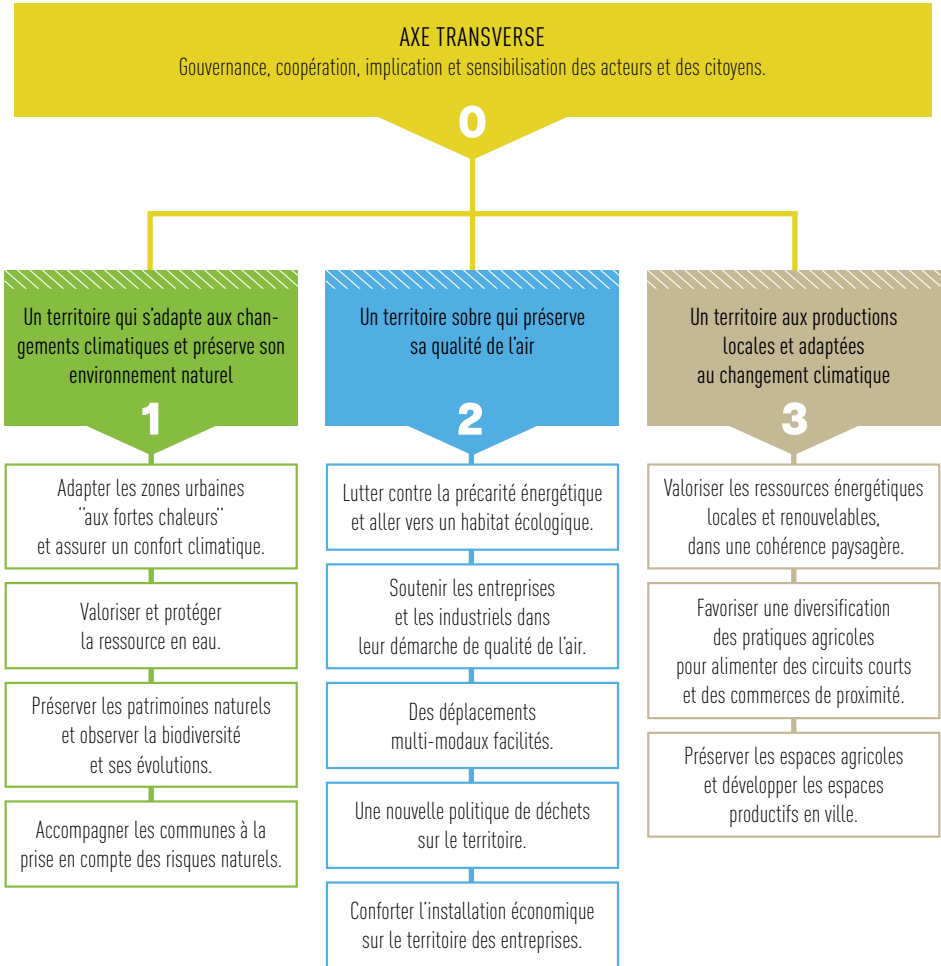 AXE TRANSVERSE
Gouvernance, coopération, implication et sensibilisation des acteurs et des citoyens.
0
Un territoire qui s'adapte aux chan-
gements climatiques et préserve son
environnement naturel
1
Adapter les zones urbaines
¨aux fortes chaleurs¨
et assurer un confort climatique.
Valoriser et protéger
la ressource en eau.
Préserver les patrimoines naturels
et observer la biodiversité
et ses évolutions.
Accompagner les communes à la
prise en compte des risques naturels.
Un territoire sobre qui préserve
sa qualité de l'air
2
Lutter contre la précarité énergétique
et aller vers un habitat écologique.
Soutenir les entreprises
et les industriels dans
leur démarche de qualité de l'air.
Des déplacements
multi-modaux facilités.
Une nouvelle politique de déchets
sur le territoire.
Conforter l'installation économique
sur le territoire des entreprises.
Un territoire aux productions
locales et adaptées
au changement climatique
3
Valoriser les ressources énergétiques
locales et renouvelables,
dans une cohérence paysagère.
Favoriser une diversification
des pratiques agricoles
pour alimenter des circuits courts
et des commerces de proximité.
Préserver les espaces agricoles
et développer les espaces
productifs en ville.